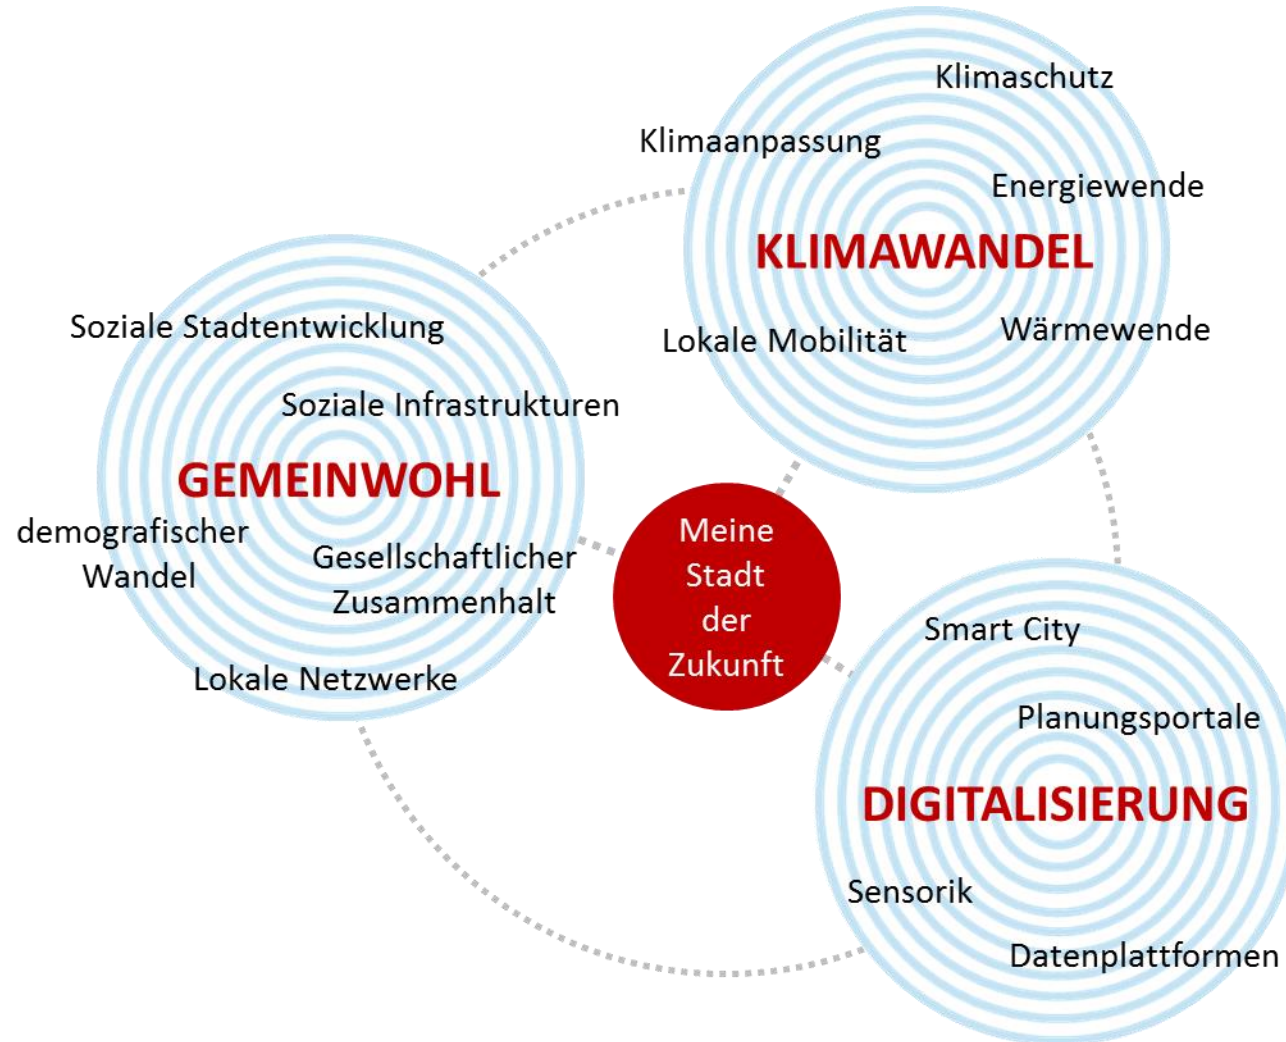 Klimaschutz
Klimaanpassung
Energiewende
KLIMAWANDEL
Lokale Mobilität
Wärmewende
Soziale Stadtentwicklung
Soziale Infrastrukturen
GEMEINWOHL
demografischer
Wandel
Gesellschaftlicher
Zusammenhalt
Lokale Netzwerke
Meine
Stadt
der
Zukunft
Smart City
Planungsportale
DIGITALISIERUNG
Sensorik
Datenplattformen